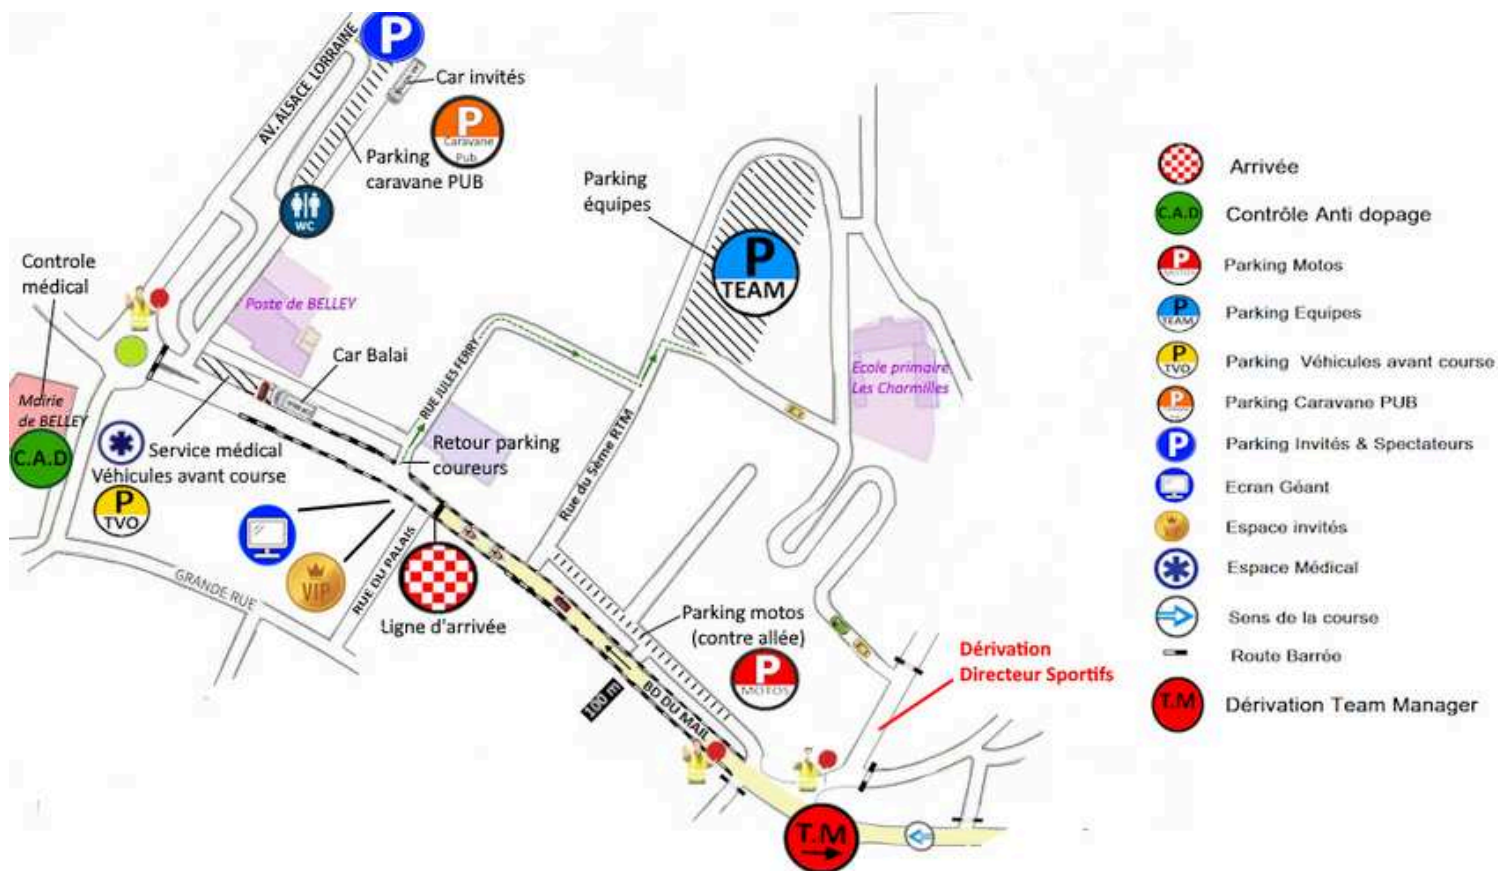 AV. ALSACE LORRAINE
P
Car invités
P
Caravane
Pub
Parking
caravane PUB
WC
Parking
équipes
P
TEAM
Controle
médical
Poste de BELLEY
Car Balai
RUE JULES FERRY
Ecole primaire
Les Charmilles
Mairie
de BELLEY
C.A.D
Service médical
Véhicules avant course
P
TVO
Retour parking
coureurs
Rue du 5ème RTM
VIP
RUE DU PALAIS
GRANDE RUE
Ligne d'arrivée
Parking motos
(contre allée)
P
MOTOS
100 m
BD DU MAIL
Dérivation
Directeur Sportifs
T.M
Arrivée
C.A.D
Contrôle Anti dopage
P
MOTOS
Parking Motos
P
TEAM
Parking Equipes
P
TVO
Parking Véhicules avant course
P
Parking Caravane PUB
P
Parking Invités & Spectateurs
Ecran Géant
Espace invités
Espace Médical
Sens de la course
Route Barrée
T.M
Dérivation Team Manager